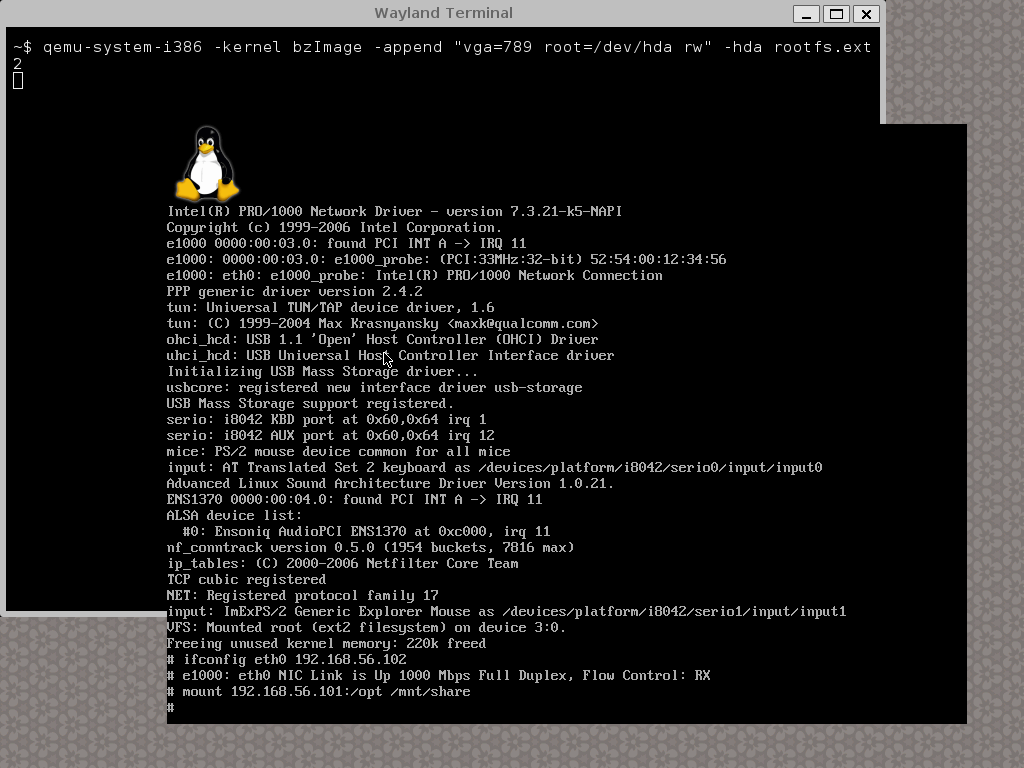 Wayland Terminal
~$ qemu-system-i386 -kernel bzImage -append "vga=789 root=/dev/hda rw" -hda rootfs.ext
2
Intel(R) PRO/1000 Network Driver - version 7.3.21-k5-NAPI
Copyright (c) 1999-2006 Intel Corporation.
e1000 0000:00:03.0: found PCI INT A -> IRQ 11
e1000: 0000:00:03.0: e1000_probe: (PCI:33MHz:32-bit) 52:54:00:12:34:56
e1000: eth0: e1000_probe: Intel(R) PRO/1000 Network Connection
PPP generic driver version 2.4.2
tun: Universal TUN/TAP device driver, 1.6
tun: (C) 1999-2004 Max Krasnyansky <maxk@qualcomm.com>
ohci_hcd: USB 1.1 'Open' Host Controller (OHCI) Driver
uhci_hcd: USB Universal Host Controller Interface driver
Initializing USB Mass Storage driver...
usbcore: registered new interface driver usb-storage
USB Mass Storage support registered.
serio: i8042 KBD port at 0x60,0x64 irq 1
serio: i8042 AUX port at 0x60,0x64 irq 12
mice: PS/2 mouse device common for all mice
input: AT Translated Set 2 keyboard as /devices/platform/i8042/serio0/input/input0
Advanced Linux Sound Architecture Driver Version 1.0.21.
ENS1370 0000:00:04.0: found PCI INT A -> IRQ 11
ALSA device list:
  #0: Ensoniq AudioPCI ENS1370 at 0xc000, irq 11
nf_conntrack version 0.5.0 (1954 buckets, 7816 max)
ip_tables: (C) 2000-2006 Netfilter Core Team
TCP cubic registered
NET: Registered protocol family 17
input: ImExPS/2 Generic Explorer Mouse as /devices/platform/i8042/serio1/input/input1
VFS: Mounted root (ext2 filesystem) on device 3:0.
Freeing unused kernel memory: 220k freed
# ifconfig eth0 192.168.56.102
# e1000: eth0 NIC Link is Up 1000 Mbps Full Duplex, Flow Control: RX
# mount 192.168.56.101:/opt /mnt/share
#